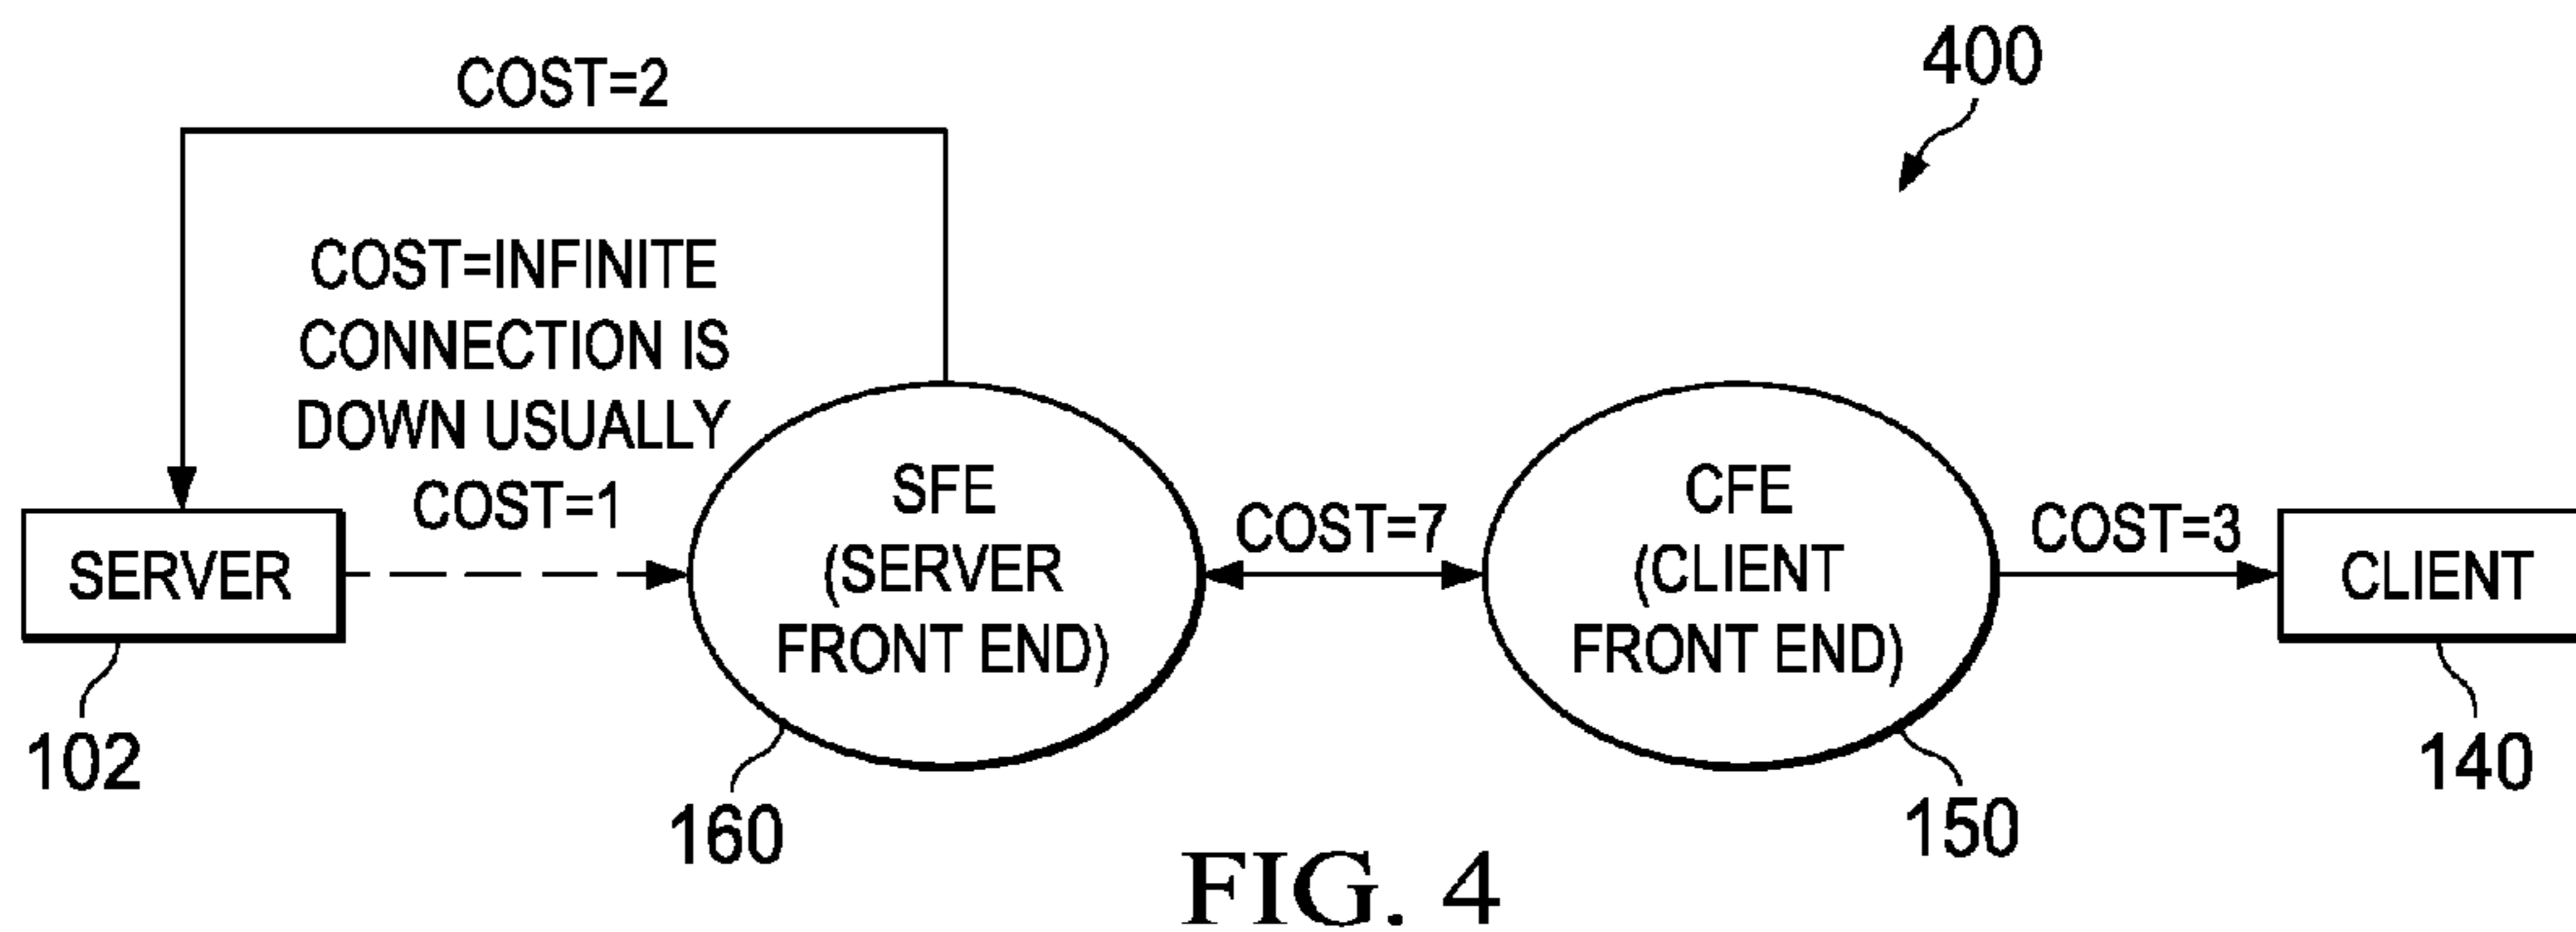 400
COST=2
COST=INFINITE
CONNECTION IS
DOWN USUALLY
COST=1
SERVER
102
SFE
(SERVER
FRONT END)
160
COST=7
CFE
(CLIENT
FRONT END)
150
COST=3
CLIENT
140
FIG. 4